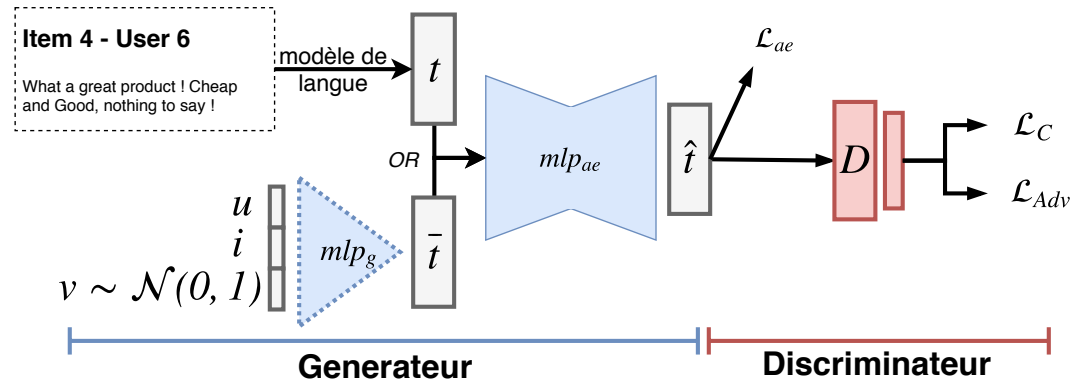 Item 4 - User 6
What a great product ! Cheap
and Good, nothing to say !
modèle de
langue
t
OR
u
i
v ∼ 𝒩(0, 1)
mlp_g
t̄
mlp_ae
t̂
ℒ_ae
D
ℒ_C
ℒ_Adv
Generateur
Discriminateur